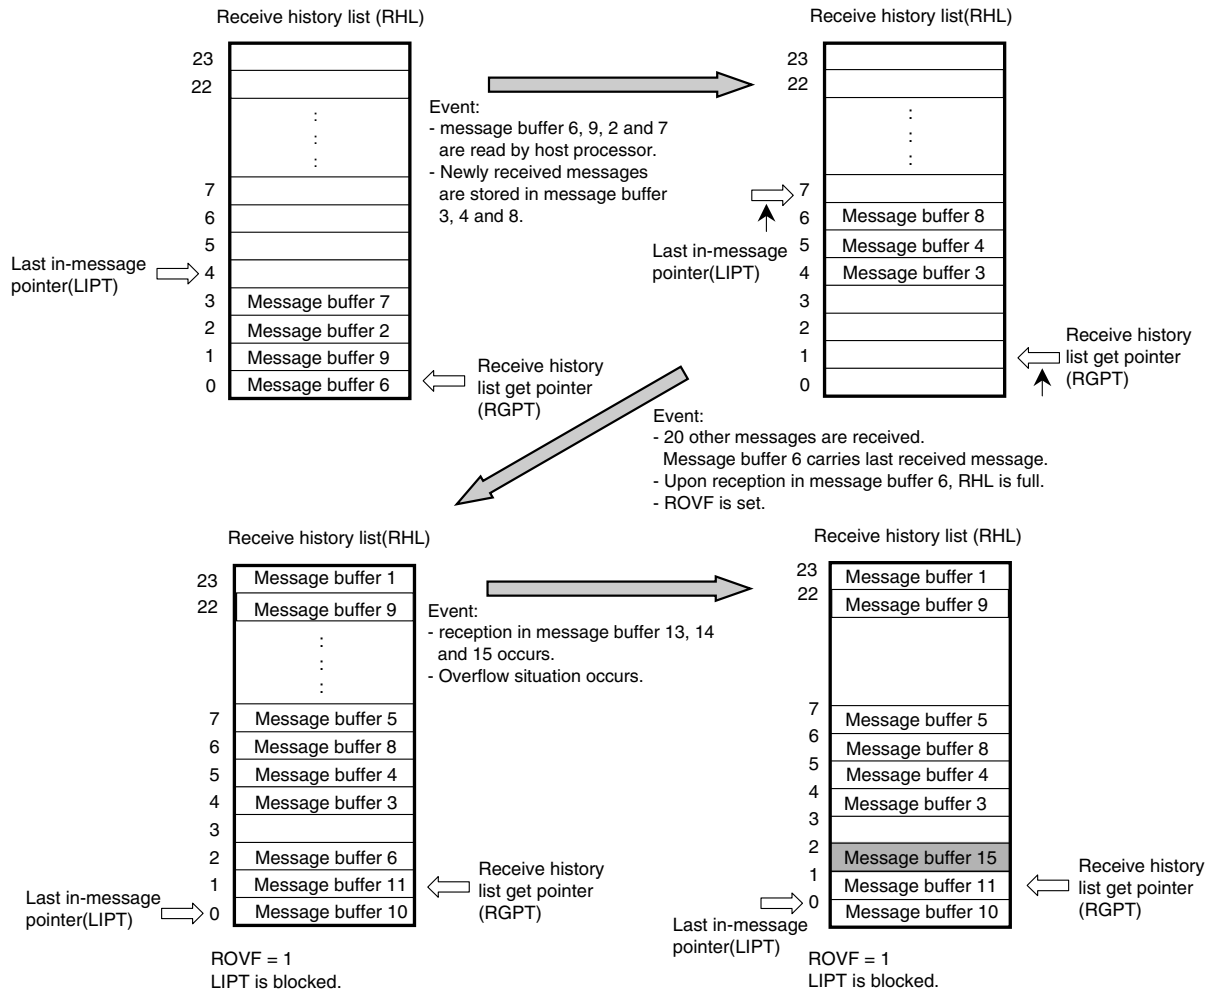 Receive history list (RHL)
23
22
:
:
:
7
6
5
4
3
2
1
0
Message buffer 7
Message buffer 2
Message buffer 9
Message buffer 6
Last in-message
pointer(LIPT)
Receive history
list get pointer
(RGPT)
Event:
- message buffer 6, 9, 2 and 7
are read by host processor.
- Newly received messages
are stored in message buffer
3, 4 and 8.
Receive history list(RHL)
23
22
:
:
:
7
6
5
4
3
2
1
0
Message buffer 8
Message buffer 4
Message buffer 3
Last in-message
pointer(LIPT)
Receive history
list get pointer
(RGPT)
Event:
- 20 other messages are received.
Message buffer 6 carries last received message.
- Upon reception in message buffer 6, RHL is full.
- ROVF is set.
Receive history list(RHL)
23
22
7
6
5
4
3
2
1
0
Message buffer 1
Message buffer 9
:
:
:
Message buffer 5
Message buffer 8
Message buffer 4
Message buffer 3
Message buffer 6
Message buffer 11
Message buffer 10
Last in-message
pointer(LIPT)
Receive history
list get pointer
(RGPT)
ROVF = 1
LIPT is blocked.
Event:
- reception in message buffer 13, 14
and 15 occurs.
- Overflow situation occurs.
Receive history list (RHL)
23
22
7
6
5
4
3
2
1
0
Message buffer 1
Message buffer 9
Message buffer 5
Message buffer 8
Message buffer 4
Message buffer 3
Message buffer 15
Message buffer 11
Message buffer 10
Last in-message
pointer(LIPT)
Receive history
list get pointer
(RGPT)
ROVF = 1
LIPT is blocked.